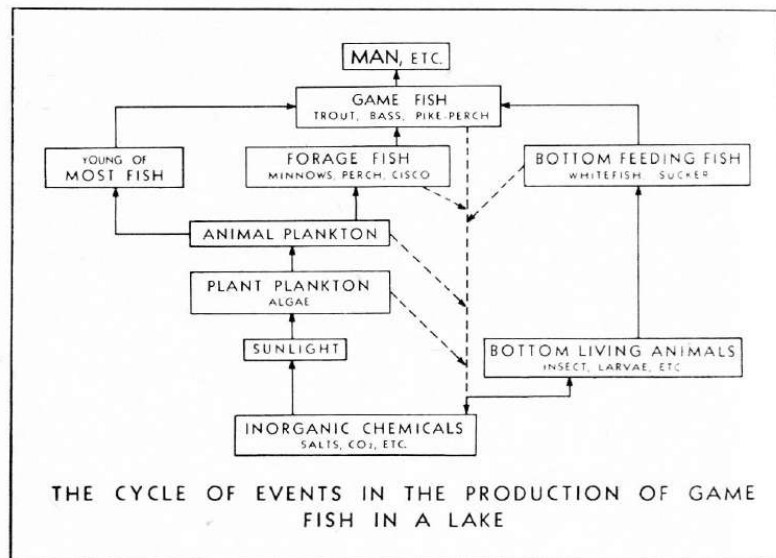 MAN, ETC.
GAME FISH
TROUT, BASS, PIKE-PERCH
YOUNG OF
MOST FISH
FORAGE FISH
MINNOWS, PERCH, CISCO
BOTTOM FEEDING FISH
WHITEFISH, SUCKER
ANIMAL PLANKTON
PLANT PLANKTON
ALGAE
SUNLIGHT
BOTTOM LIVING ANIMALS
INSECT, LARVAE, ETC
INORGANIC CHEMICALS
SALTS, CO₂, ETC.
THE CYCLE OF EVENTS IN THE PRODUCTION OF GAME
FISH IN A LAKE